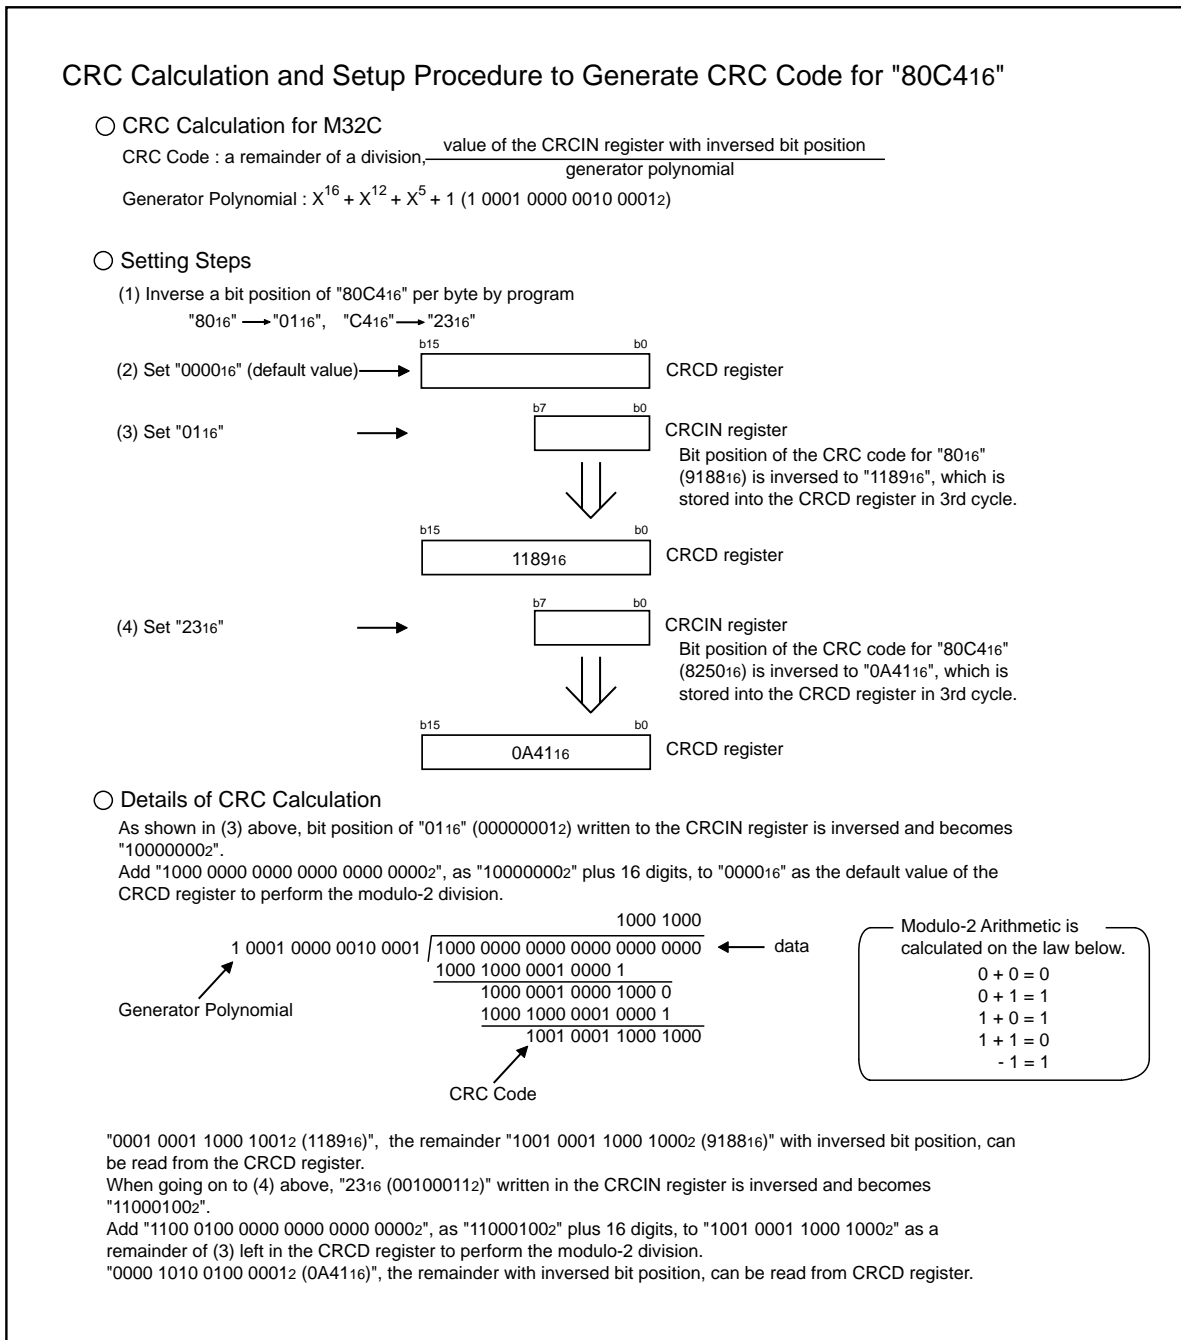 CRC Calculation and Setup Procedure to Generate CRC Code for "80C416"
CRC Calculation for M32C
CRC Code : a remainder of a division, value of the CRCIN register with inversed bit position
generator polynomial
Generator Polynomial : X16 + X12 + X5 + 1 (1 0001 0000 0010 00012)
Setting Steps
(1) Inverse a bit position of "80C416" per byte by program
"8016" → "0116", "C416" → "2316"
b15 b0
(2) Set "000016" (default value) CRCD register
b7 b0
(3) Set "0116" CRCIN register
Bit position of the CRC code for "8016"
(918816) is inversed to "118916", which is
stored into the CRCD register in 3rd cycle.
b15 b0
118916 CRCD register
b7 b0
(4) Set "2316" CRCIN register
Bit position of the CRC code for "80C416"
(825016) is inversed to "0A4116", which is
stored into the CRCD register in 3rd cycle.
b15 b0
0A4116 CRCD register
Details of CRC Calculation
As shown in (3) above, bit position of "0116" (000000012) written to the CRCIN register is inversed and becomes
"100000002".
Add "1000 0000 0000 0000 0000 00002", as "100000002" plus 16 digits, to "000016" as the default value of the
CRCD register to perform the modulo-2 division.
1000 1000
1 0001 0000 0010 0001 1000 0000 0000 0000 0000 0000 data
1000 1000 0001 0000 1
1000 0001 0000 1000 0
Generator Polynomial 1000 1000 0001 0000 1
1001 0001 1000 1000
CRC Code
Modulo-2 Arithmetic is
calculated on the law below.
0 + 0 = 0
0 + 1 = 1
1 + 0 = 1
1 + 1 = 0
- 1 = 1
"0001 0001 1000 10012 (118916)", the remainder "1001 0001 1000 10002 (918816)" with inversed bit position, can
be read from the CRCD register.
When going on to (4) above, "2316 (001000112)" written in the CRCIN register is inversed and becomes
"110001002".
Add "1100 0100 0000 0000 0000 00002", as "110001002" plus 16 digits, to "1001 0001 1000 10002" as a
remainder of (3) left in the CRCD register to perform the modulo-2 division.
"0000 1010 0100 00012 (0A4116)", the remainder with inversed bit position, can be read from CRCD register.